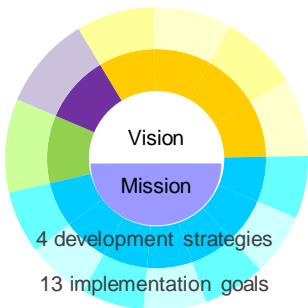 Vision
Mission
4 development strategies
13 implementation goals